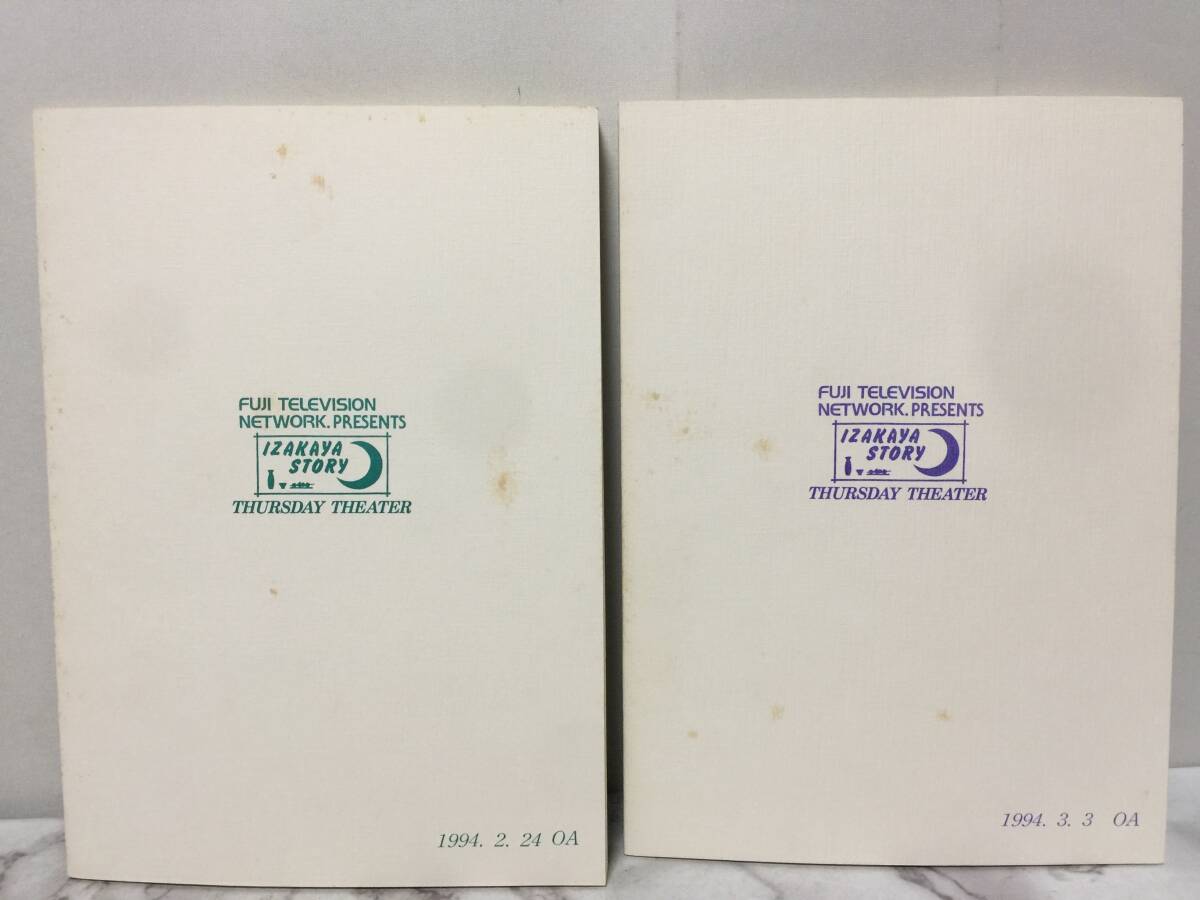 FUJI TELEVISION
NETWORK. PRESENTS
IZAKAYA
STORY
THURSDAY THEATER
1994. 2. 24 OA
FUJI TELEVISION
NETWORK. PRESENTS
IZAKAYA
STORY
THURSDAY THEATER
1994. 3. 3 OA